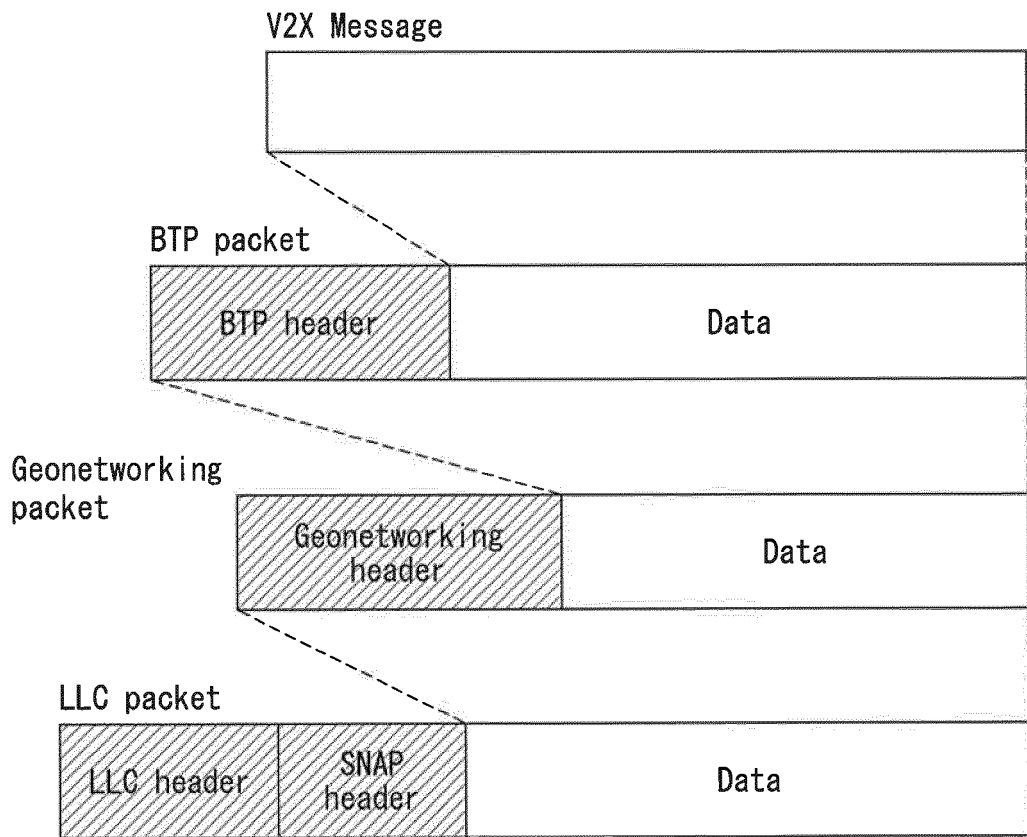 V2X Message
BTP packet
BTP header
Data
Geonetworking
packet
Geonetworking
header
Data
LLC packet
LLC header
SNAP
header
Data